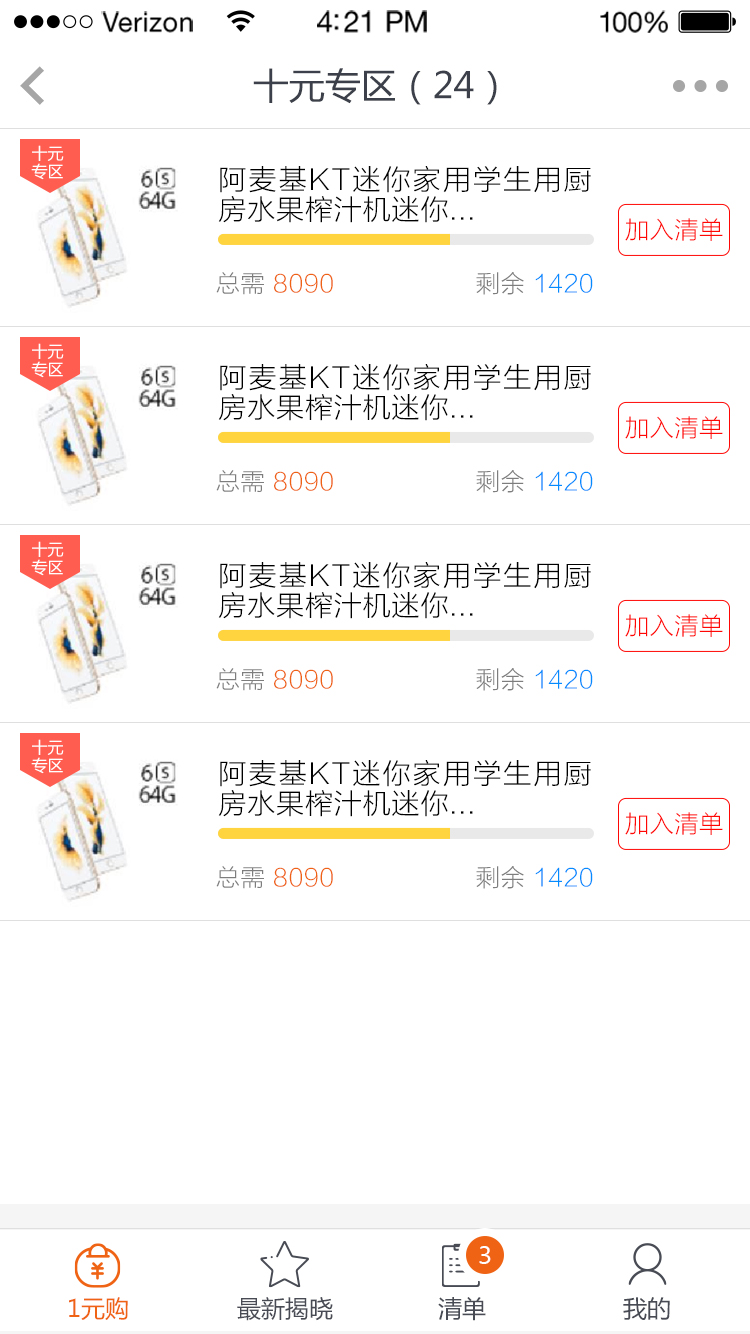 Verizon 4:21 PM 100%
十元专区 ( 24 )
十元
专区
6S
64G
阿麦基KT迷你家用学生用厨
房水果榨汁机迷你...
加入清单
总需 8090 剩余 1420
十元
专区
6S
64G
阿麦基KT迷你家用学生用厨
房水果榨汁机迷你...
加入清单
总需 8090 剩余 1420
十元
专区
6S
64G
阿麦基KT迷你家用学生用厨
房水果榨汁机迷你...
加入清单
总需 8090 剩余 1420
十元
专区
6S
64G
阿麦基KT迷你家用学生用厨
房水果榨汁机迷你...
加入清单
总需 8090 剩余 1420
¥ 3
1元购 最新揭晓 清单 我的